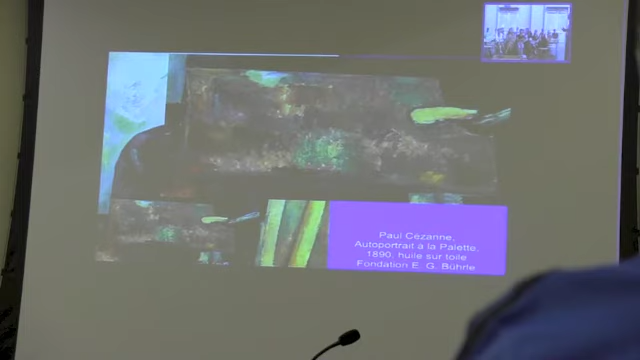 Paul Cézanne,
Autoportrait à la Palette,
1890, huile sur toile
Fondation E. G. Bührle